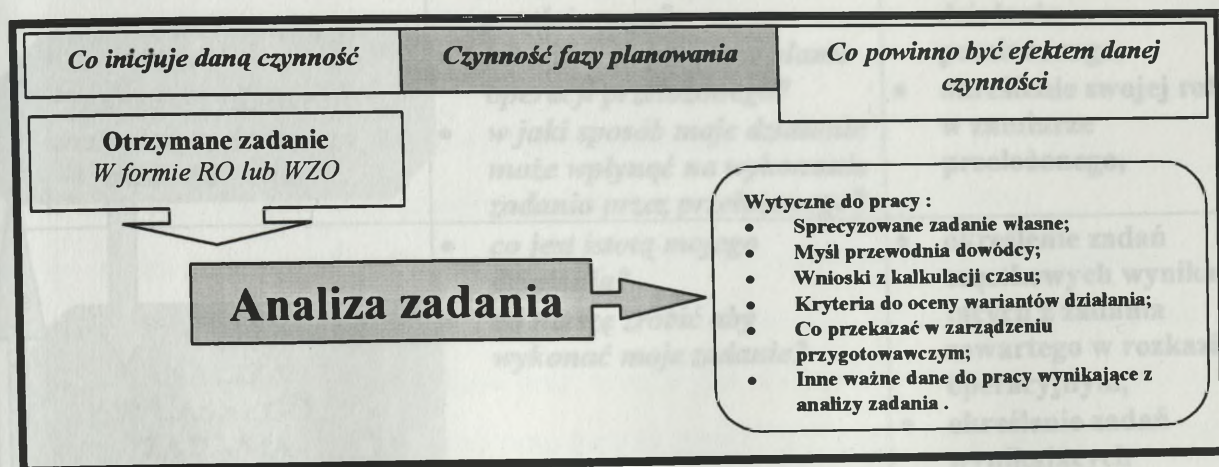 Co inicjuje daną czynność
Czynność fazy planowania
Co powinno być efektem danej
czynności
Otrzymane zadanie
W formie RO lub WZO
Analiza zadania
Wytyczne do pracy :
• Sprecyzowane zadanie własne;
• Myśl przewodnia dowódcy;
• Wnioski z kalkulacji czasu;
• Kryteria do oceny wariantów działania;
• Co przekazać w zarządzeniu
przygotowawczym;
• Inne ważne dane do pracy wynikające z
analizy zadania .